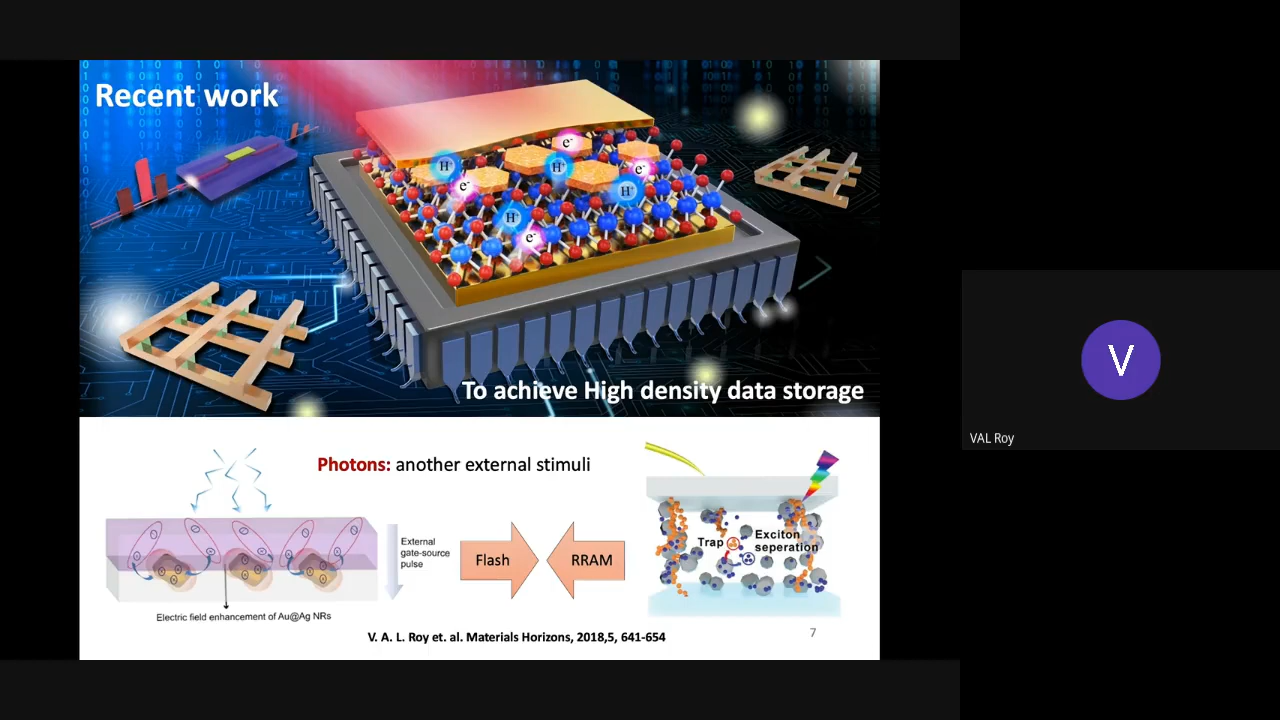 Recent work
H⁺
e⁻
e⁻
H⁺
e⁻
H⁺
H⁺
e⁻
To achieve High density data storage
Photons: another external stimuli
External
gate-source
pulse
Flash
RRAM
Trap
Exciton
seperation
Electric field enhancement of Au@Ag NRs
V. A. L. Roy et. al. Materials Horizons, 2018,5, 641-654
7
V
VAL Roy